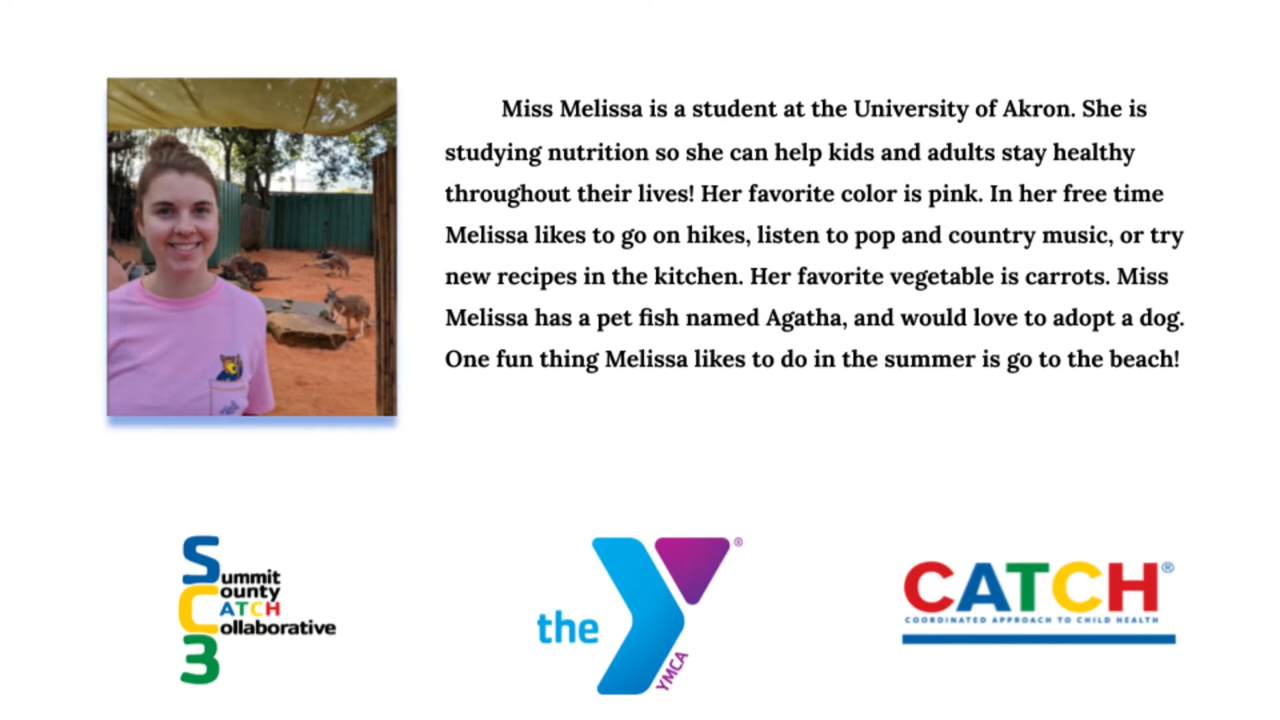 Miss Melissa is a student at the University of Akron. She is
studying nutrition so she can help kids and adults stay healthy
throughout their lives! Her favorite color is pink. In her free time
Melissa likes to go on hikes, listen to pop and country music, or try
new recipes in the kitchen. Her favorite vegetable is carrots. Miss
Melissa has a pet fish named Agatha, and would love to adopt a dog.
One fun thing Melissa likes to do in the summer is go to the beach!
Summit
County
CATCH
Collaborative
3
the
YMCA
®
CATCH®
COORDINATED APPROACH TO CHILD HEALTH